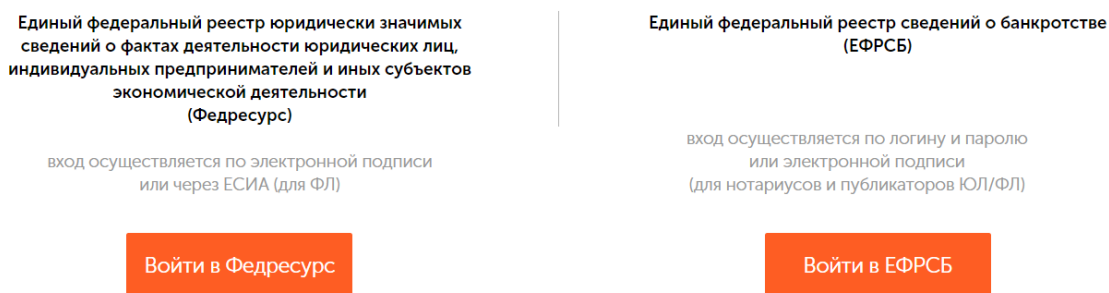 Единый федеральный реестр юридически значимых
сведений о фактах деятельности юридических лиц,
индивидуальных предпринимателей и иных субъектов
экономической деятельности
(Федресурс)
вход осуществляется по электронной подписи
или через ЕСИА (для ФЛ)
Войти в Федресурс
Единый федеральный реестр сведений о банкротстве
(ЕФРСБ)
вход осуществляется по логину и паролю
или электронной подписи
(для нотариусов и публикаторов ЮЛ/ФЛ)
Войти в ЕФРСБ